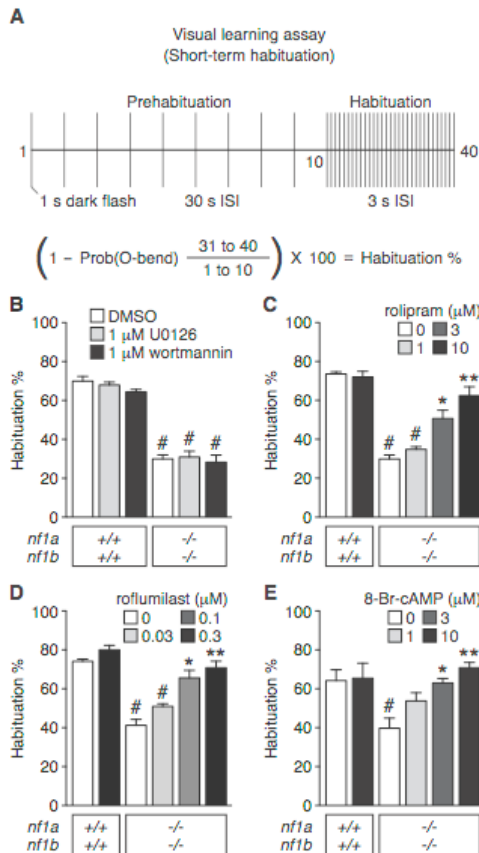 A
Visual learning assay
(Short-term habituation)
Prehabituation Habituation
1 10 40
1 s dark flash 30 s ISI 3 s ISI
( 1 – Prob(O-bend) 31 to 40 / 1 to 10 ) X 100 = Habituation %
B
DMSO
1 μM U0126
1 μM wortmannin
Habituation %
100
80
60
40
20
0
# # #
nf1a +/+ -/-
nf1b +/+ -/-
C
rolipram (μM)
0 3
1 10
Habituation %
100
80
60
40
20
0
# # * **
nf1a +/+ -/-
nf1b +/+ -/-
D
roflumilast (μM)
0 0.1
0.03 0.3
Habituation %
100
80
60
40
20
0
# # * **
nf1a +/+ -/-
nf1b +/+ -/-
E
8-Br-cAMP (μM)
0 3
1 10
Habituation %
100
80
60
40
20
0
# * **
nf1a +/+ -/-
nf1b +/+ -/-